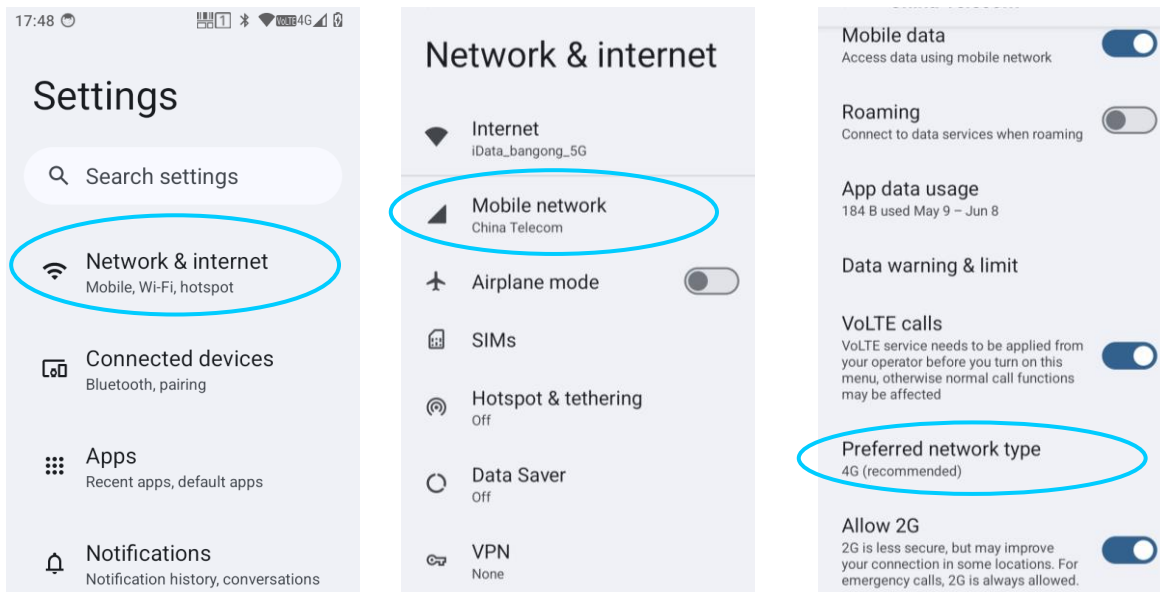 17:48
1
VoLTE 4G
Settings
Search settings
Network & internet
Mobile, Wi-Fi, hotspot
Connected devices
Bluetooth, pairing
Apps
Recent apps, default apps
Notifications
Notification history, conversations
Network & internet
Internet
iData_bangong_5G
Mobile network
China Telecom
Airplane mode
SIMs
Hotspot & tethering
Off
Data Saver
Off
VPN
None
Mobile data
Access data using mobile network
Roaming
Connect to data services when roaming
App data usage
184 B used May 9 – Jun 8
Data warning & limit
VoLTE calls
VoLTE service needs to be applied from
your operator before you turn on this
menu, otherwise normal call functions
may be affected
Preferred network type
4G (recommended)
Allow 2G
2G is less secure, but may improve
your connection in some locations. For
emergency calls, 2G is always allowed.